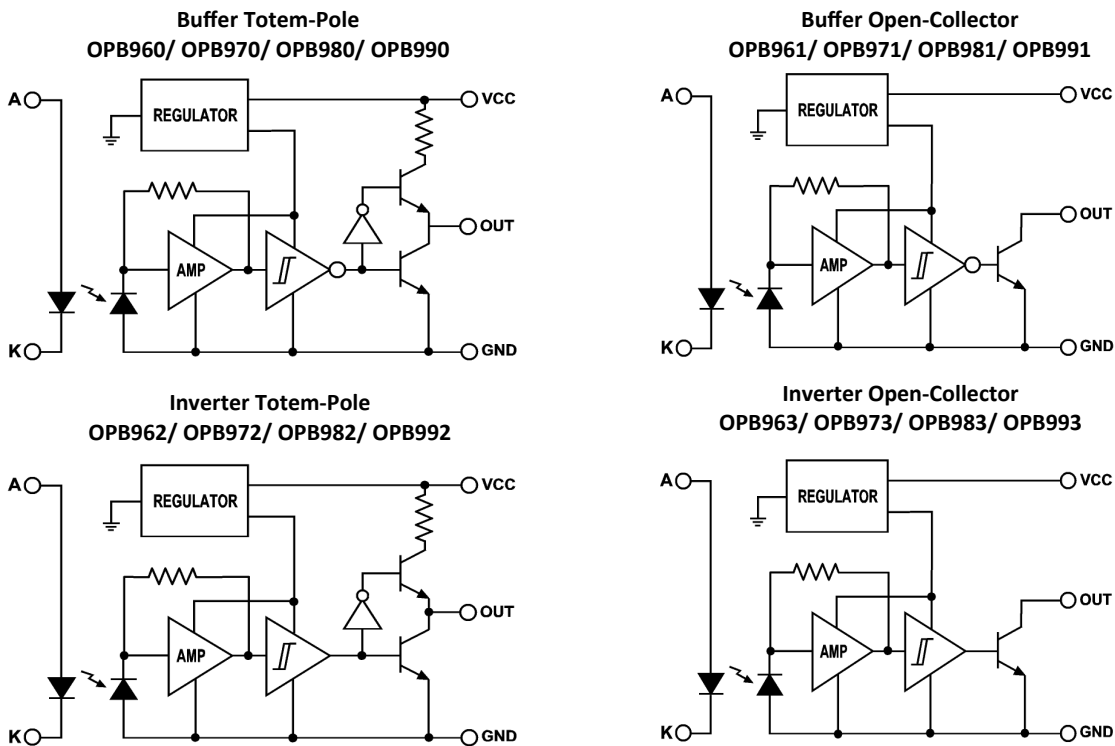 Buffer Totem-Pole
OPB960/ OPB970/ OPB980/ OPB990
A
REGULATOR
VCC
AMP
OUT
K
GND
Buffer Open-Collector
OPB961/ OPB971/ OPB981/ OPB991
A
REGULATOR
VCC
AMP
OUT
K
GND
Inverter Totem-Pole
OPB962/ OPB972/ OPB982/ OPB992
A
REGULATOR
VCC
AMP
OUT
K
GND
Inverter Open-Collector
OPB963/ OPB973/ OPB983/ OPB993
A
REGULATOR
VCC
AMP
OUT
K
GND